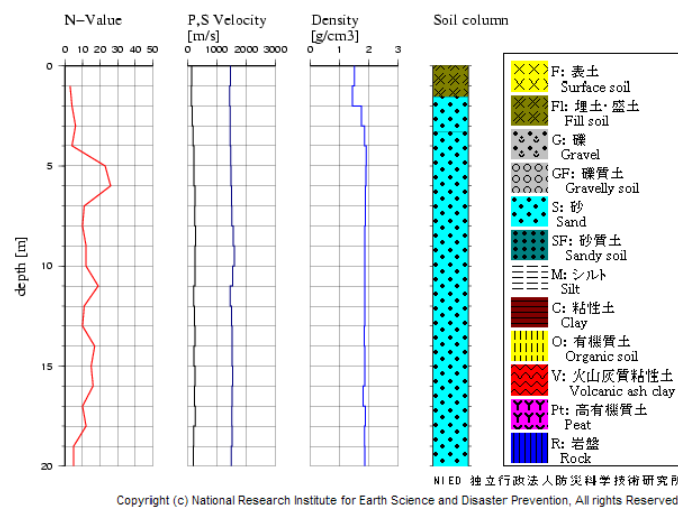 N-Value
P,S Velocity
[m/s]
Density
[g/cm3]
Soil column
0 10 20 30 40 50
0 1000 2000 3000
0 1 2 3
0
5
10
15
20
depth [m]
F: 表土
Surface soil
Fl: 埋土・盛土
Fill soil
G: 礫
Gravel
GF: 礫質土
Gravelly soil
S: 砂
Sand
SF: 砂質土
Sandy soil
M: シルト
Silt
C: 粘性土
Clay
O: 有機質土
Organic soil
V: 火山灰質粘性土
Volcanic ash clay
Pt: 高有機質土
Peat
R: 岩盤
Rock
NIED 独立行政法人防災科学技術研究所
Copyright (c) National Research Institute for Earth Science and Disaster Prevention, All rights Reserved